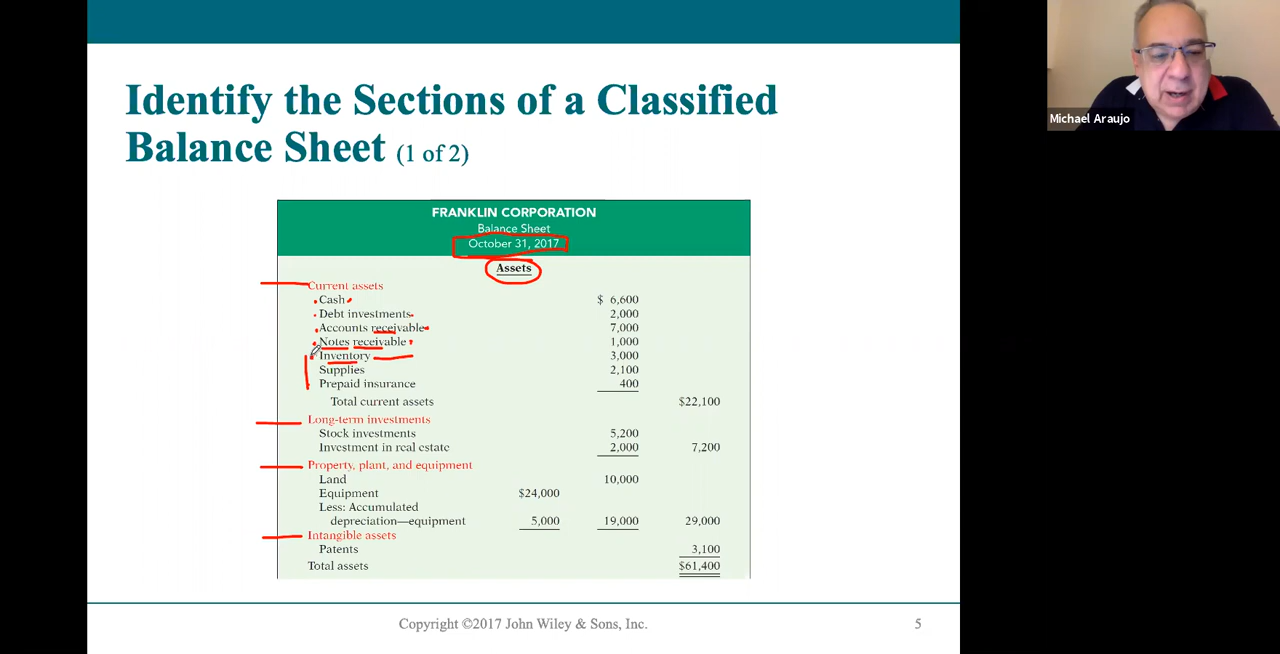 Identify the Sections of a Classified
Balance Sheet (1 of 2)
Michael Araujo
FRANKLIN CORPORATION
Balance Sheet
October 31, 2017
Assets
Current assets
Cash $ 6,600
Debt investments 2,000
Accounts receivable 7,000
Notes receivable 1,000
Inventory 3,000
Supplies 2,100
Prepaid insurance 400
Total current assets $22,100
Long-term investments
Stock investments 5,200
Investment in real estate 2,000 7,200
Property, plant, and equipment
Land 10,000
Equipment $24,000
Less: Accumulated
depreciation—equipment 5,000 19,000 29,000
Intangible assets
Patents 3,100
Total assets $61,400
Copyright ©2017 John Wiley & Sons, Inc. 5